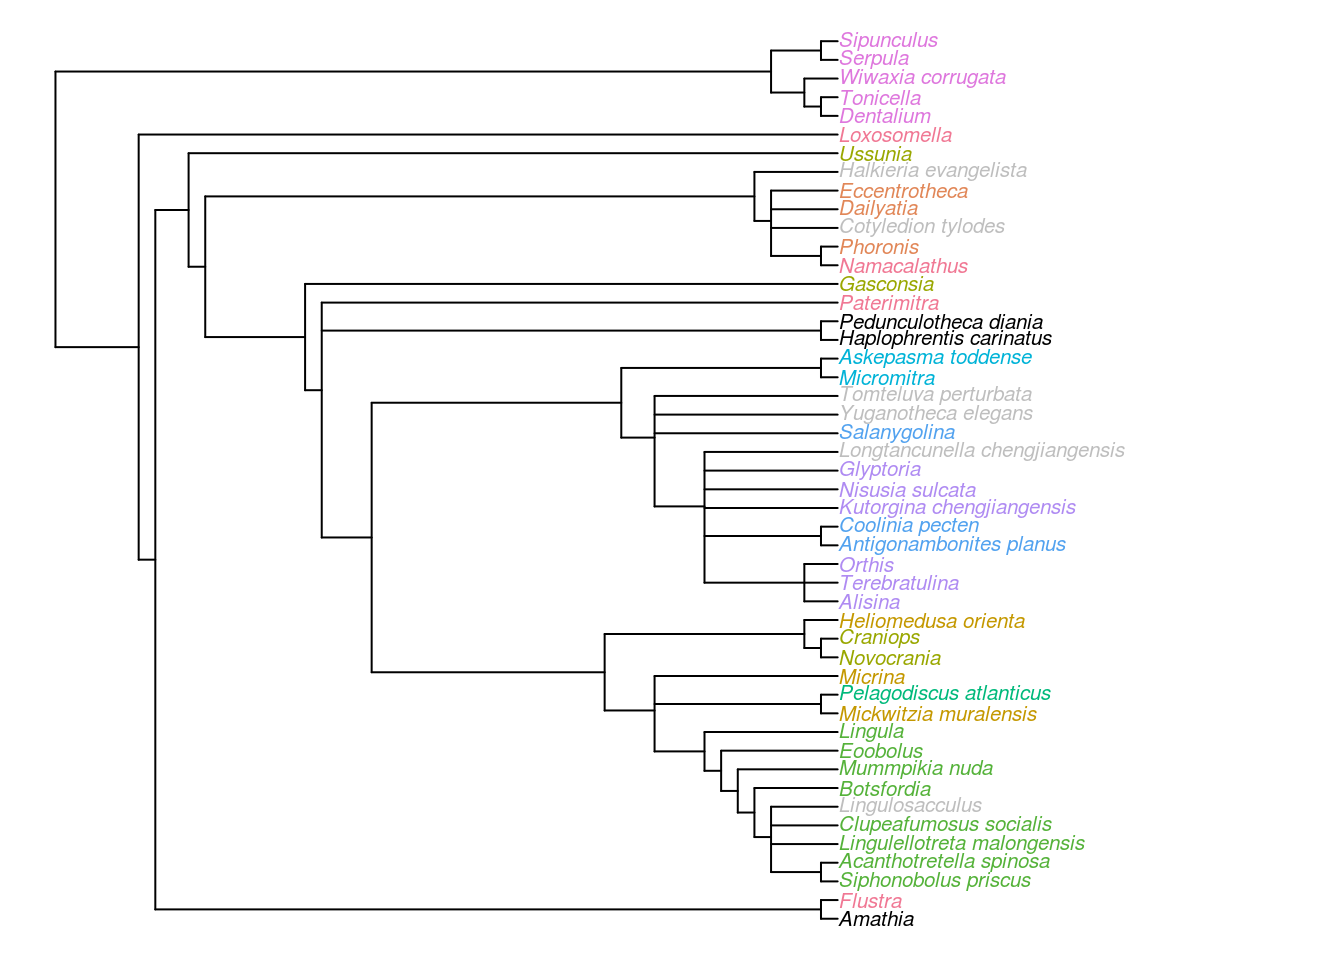 Sipunculus
Serpula
Wiwaxia corrugata
Tonicella
Dentalium
Loxosomella
Ussunia
Halkieria evangelista
Eccentrotheca
Dailyatia
Cotyledion tylodes
Phoronis
Namacalathus
Gasconsia
Paterimitra
Pedunculotheca diania
Haplophrentis carinatus
Askepasma toddense
Micromitra
Tomteluva perturbata
Yuganotheca elegans
Salanygolina
Longtancunella chengjiangensis
Glyptoria
Nisusia sulcata
Kutorgina chengjiangensis
Coolinia pecten
Antigonambonites planus
Orthis
Terebratulina
Alisina
Heliomedusa orienta
Craniops
Novocrania
Micrina
Pelagodiscus atlanticus
Mickwitzia muralensis
Lingula
Eoobolus
Mummpikia nuda
Botsfordia
Lingulosacculus
Clupeafumosus socialis
Lingulellotreta malongensis
Acanthotretella spinosa
Siphonobolus priscus
Flustra
Amathia